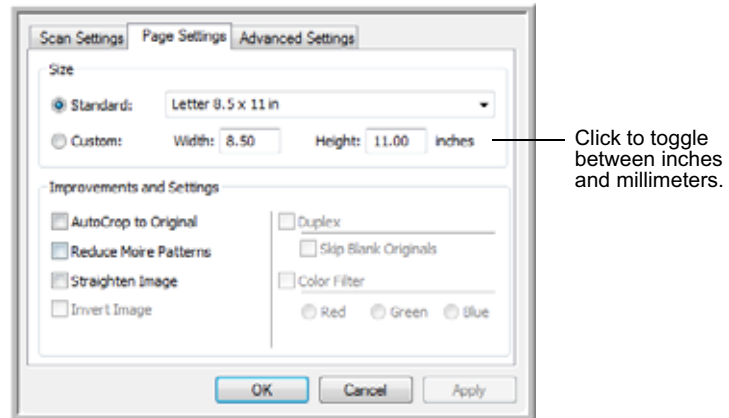 Scan Settings Page Settings Advanced Settings
Size
Standard: Letter 8.5 x 11 in
Custom: Width: 8.50 Height: 11.00 inches
Click to toggle
between inches
and millimeters.
Improvements and Settings
AutoCrop to Original
Reduce Moire Patterns
Straighten Image
Invert Image
Duplex
Skip Blank Originals
Color Filter
Red Green Blue
OK Cancel Apply